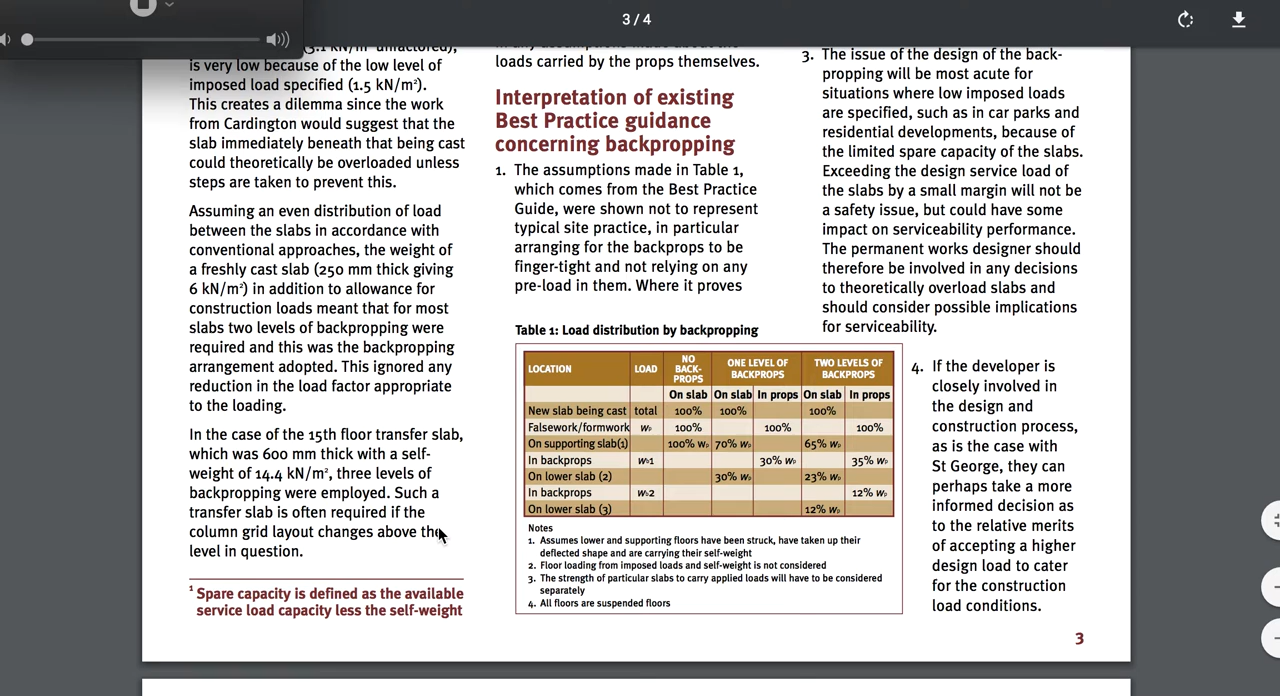 3 / 4
(3.1 kN/m² unfactored),
is very low because of the low level of
imposed load specified (1.5 kN/m²).
This creates a dilemma since the work
from Cardington would suggest that the
slab immediately beneath that being cast
could theoretically be overloaded unless
steps are taken to prevent this.
Assuming an even distribution of load
between the slabs in accordance with
conventional approaches, the weight of
a freshly cast slab (250 mm thick giving
6 kN/m²) in addition to allowance for
construction loads meant that for most
slabs two levels of backpropping were
required and this was the backpropping
arrangement adopted. This ignored any
reduction in the load factor appropriate
to the loading.
In the case of the 15th floor transfer slab,
which was 600 mm thick with a self-
weight of 14.4 kN/m², three levels of
backpropping were employed. Such a
transfer slab is often required if the
column grid layout changes above the
level in question.
¹ Spare capacity is defined as the available
service load capacity less the self-weight
in any assumptions made about the
loads carried by the props themselves.
Interpretation of existing
Best Practice guidance
concerning backpropping
1. The assumptions made in Table 1,
which comes from the Best Practice
Guide, were shown not to represent
typical site practice, in particular
arranging for the backprops to be
finger-tight and not relying on any
pre-load in them. Where it proves
3. The issue of the design of the back-
propping will be most acute for
situations where low imposed loads
are specified, such as in car parks and
residential developments, because of
the limited spare capacity of the slabs.
Exceeding the design service load of
the slabs by a small margin will not be
a safety issue, but could have some
impact on serviceability performance.
The permanent works designer should
therefore be involved in any decisions
to theoretically overload slabs and
should consider possible implications
for serviceability.
4. If the developer is
closely involved in
the design and
construction process,
as is the case with
St George, they can
perhaps take a more
informed decision as
to the relative merits
of accepting a higher
design load to cater
for the construction
load conditions.
Table 1: Load distribution by backpropping
LOCATION LOAD NO BACK-PROPS ONE LEVEL OF BACKPROPS TWO LEVELS OF BACKPROPS
On slab On slab In props On slab In props
New slab being cast total 100% 100% 100%
Falsework/formwork wₚ 100% 100% 100%
On supporting slab(1) 100% wₚ 70% wₚ 65% wₚ
In backprops wb1 30% wₚ 35% wₚ
On lower slab (2) 30% wₚ 23% wₚ
In backprops wb2 12% wₚ
On lower slab (3) 12% wₚ
Notes
1. Assumes lower and supporting floors have been struck, have taken up their
deflected shape and are carrying their self-weight
2. Floor loading from imposed loads and self-weight is not considered
3. The strength of particular slabs to carry applied loads will have to be considered
separately
4. All floors are suspended floors
3